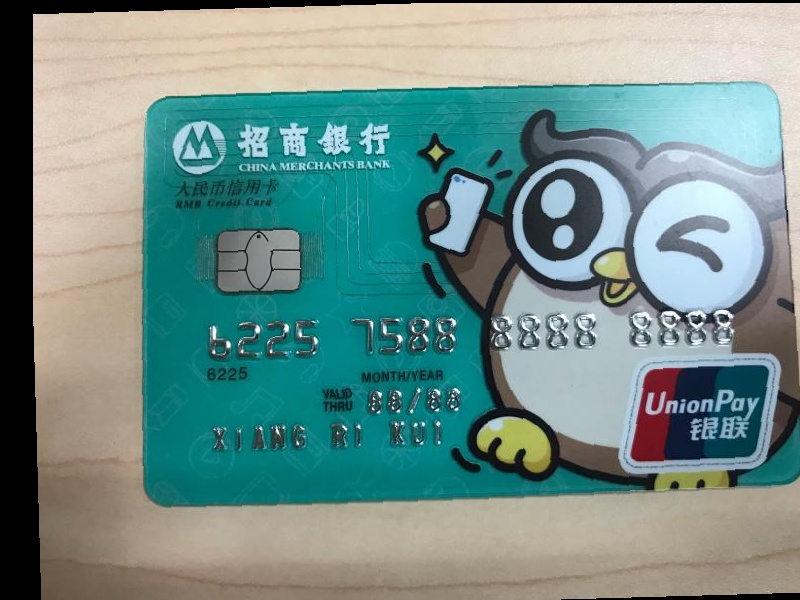 招商银行
CHINA MERCHANTS BANK
人民币信用卡
RMB Credit Card
6225 7588 8888 8888
6225
MONTH/YEAR
VALID THRU 88/88
XIANG RI KUI
UnionPay
银联